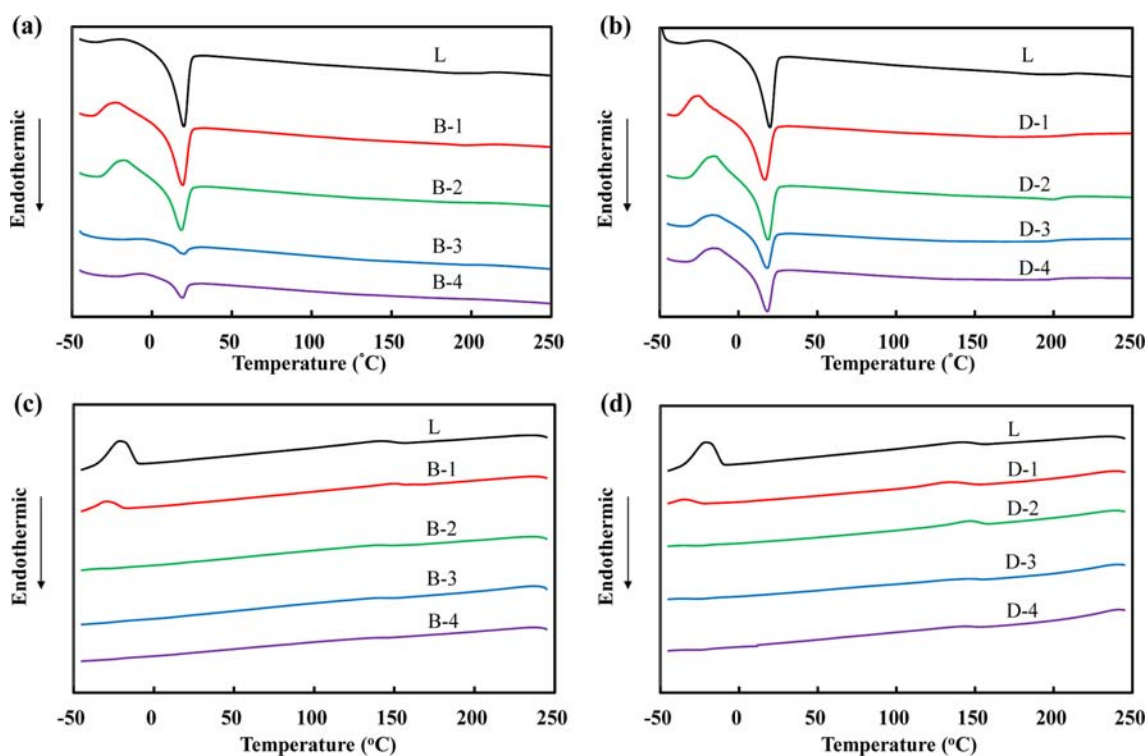 (a)
L
B-1
B-2
B-3
B-4
Endothermic
-50 0 50 100 150 200 250
Temperature (°C)
(b)
L
D-1
D-2
D-3
D-4
Endothermic
-50 0 50 100 150 200 250
Temperature (°C)
(c)
L
B-1
B-2
B-3
B-4
Endothermic
-50 0 50 100 150 200 250
Temperature (°C)
(d)
L
D-1
D-2
D-3
D-4
Endothermic
-50 0 50 100 150 200 250
Temperature (°C)